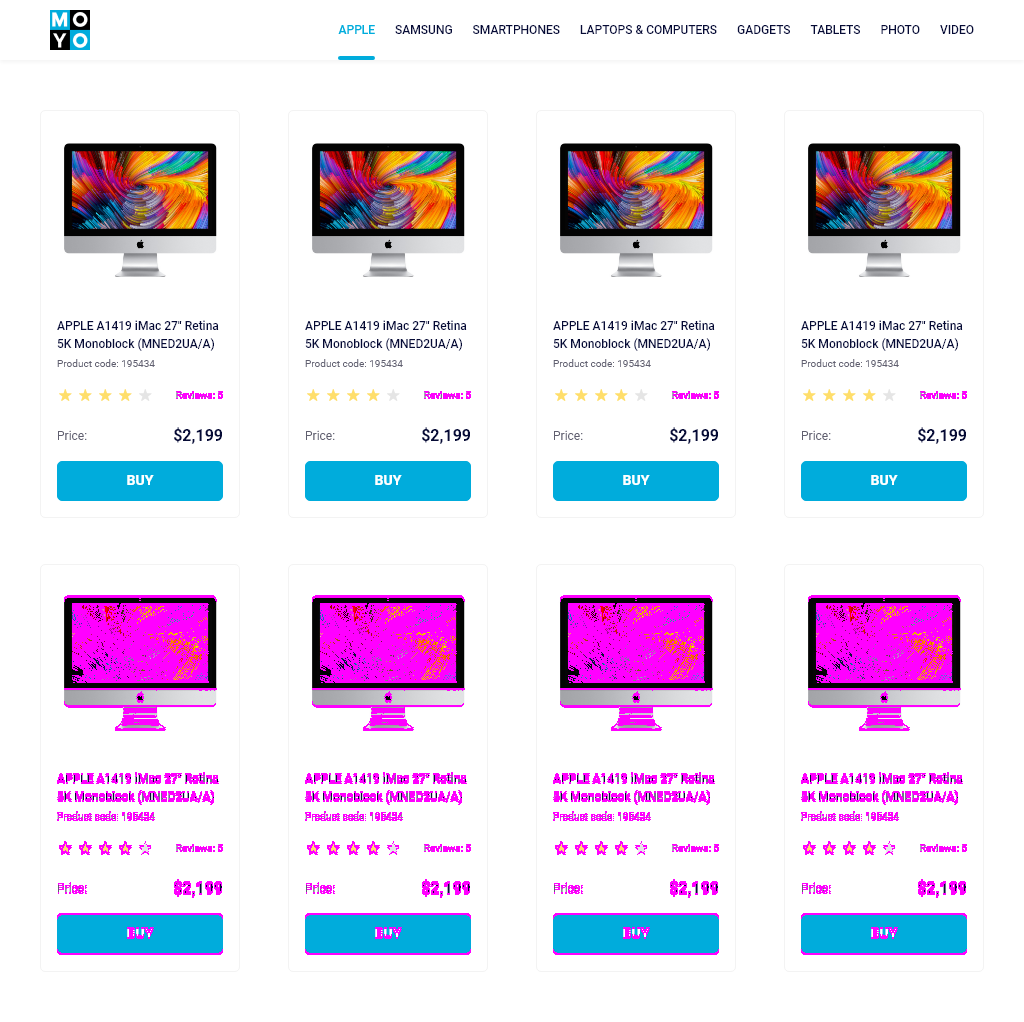 MOYO
APPLE SAMSUNG SMARTPHONES LAPTOPS & COMPUTERS GADGETS TABLETS PHOTO VIDEO
APPLE A1419 iMac 27" Retina
5K Monoblock (MNED2UA/A)
Product code: 195434
Reviews: 5
Price: $2,199
BUY
APPLE A1419 iMac 27" Retina
5K Monoblock (MNED2UA/A)
Product code: 195434
Reviews: 5
Price: $2,199
BUY
APPLE A1419 iMac 27" Retina
5K Monoblock (MNED2UA/A)
Product code: 195434
Reviews: 5
Price: $2,199
BUY
APPLE A1419 iMac 27" Retina
5K Monoblock (MNED2UA/A)
Product code: 195434
Reviews: 5
Price: $2,199
BUY
APPLE A1419 iMac 27" Retina
5K Monoblock (MNED2UA/A)
Product code: 195434
Reviews: 5
Price: $2,199
BUY
APPLE A1419 iMac 27" Retina
5K Monoblock (MNED2UA/A)
Product code: 195434
Reviews: 5
Price: $2,199
BUY
APPLE A1419 iMac 27" Retina
5K Monoblock (MNED2UA/A)
Product code: 195434
Reviews: 5
Price: $2,199
BUY
APPLE A1419 iMac 27" Retina
5K Monoblock (MNED2UA/A)
Product code: 195434
Reviews: 5
Price: $2,199
BUY